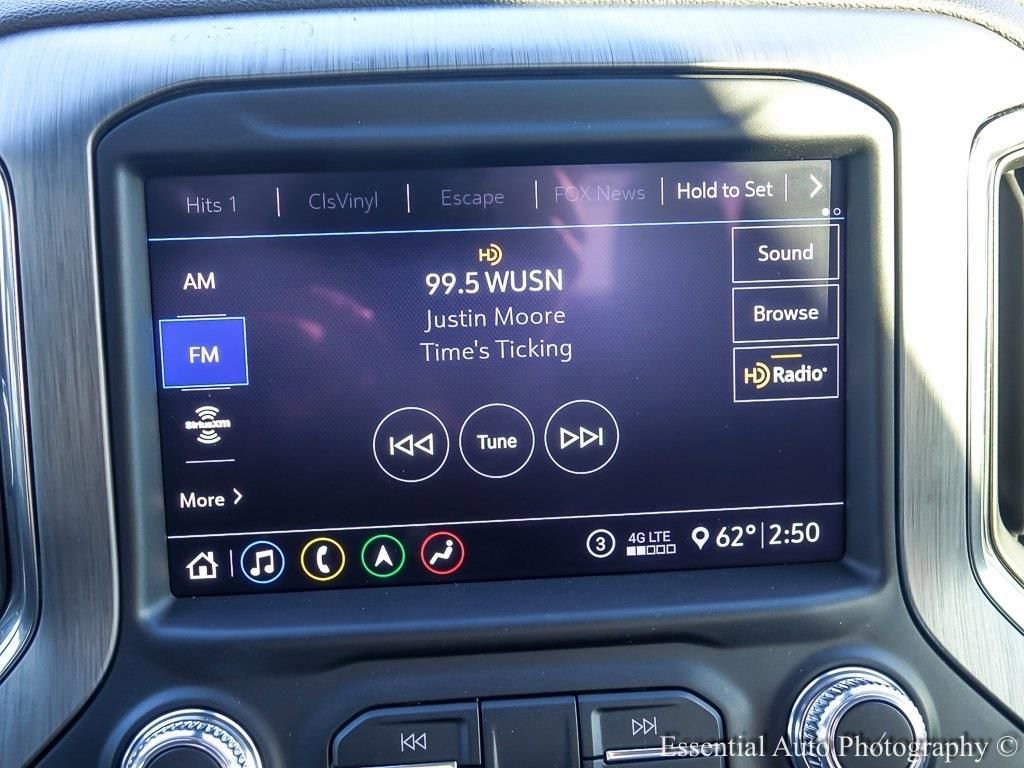 Hits 1 ClsVinyl Escape FOX News Hold to Set
HD
99.5 WUSN
Justin Moore
Time's Ticking
AM
FM
SiriusXM
More
Tune
Sound
Browse
HD Radio
3 4G LTE 62° 2:50
Essential Auto Photography ©